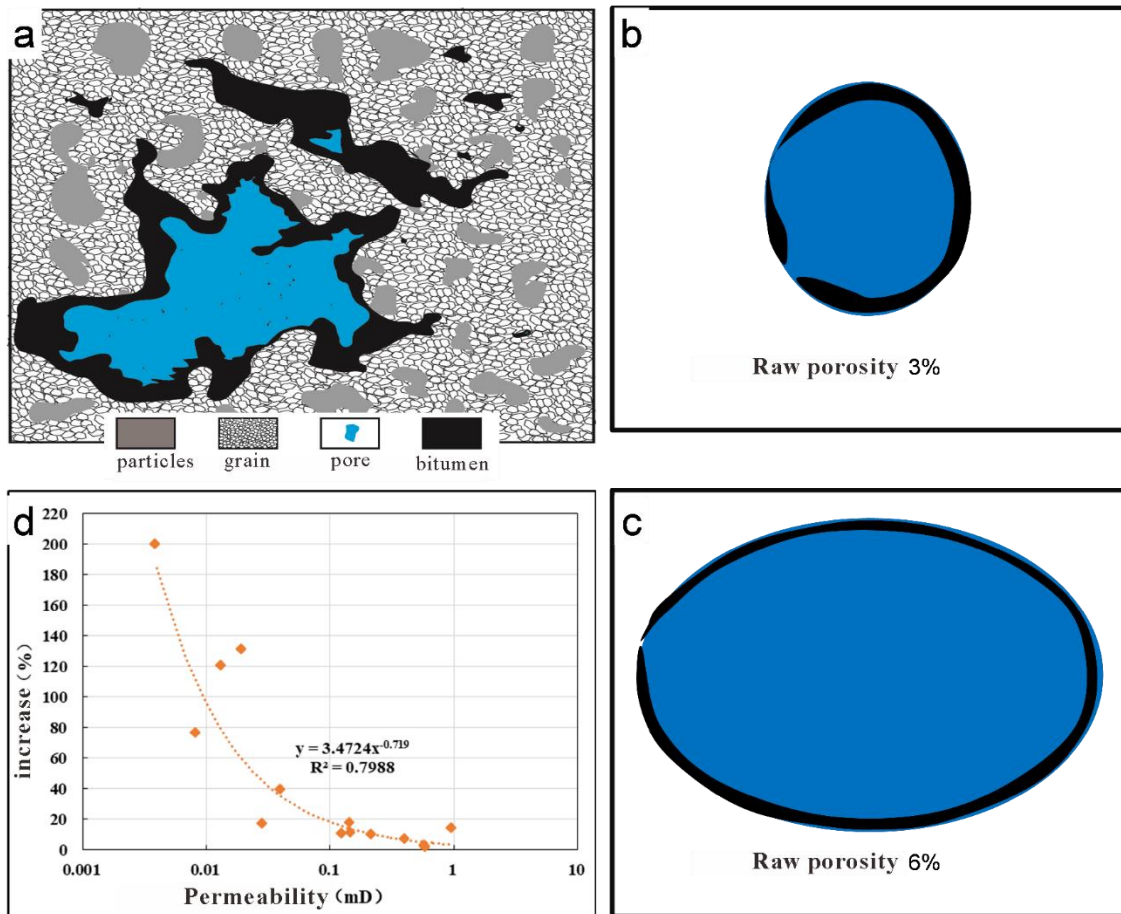 a
particles grain pore bitumen
b
Raw porosity 3%
d
220
200
180
160
140
120
100
80
60
40
20
0
increase（%）
y = 3.4724x^-0.719
R² = 0.7988
0.001 0.01 0.1 1 10
Permeability（mD）
c
Raw porosity 6%